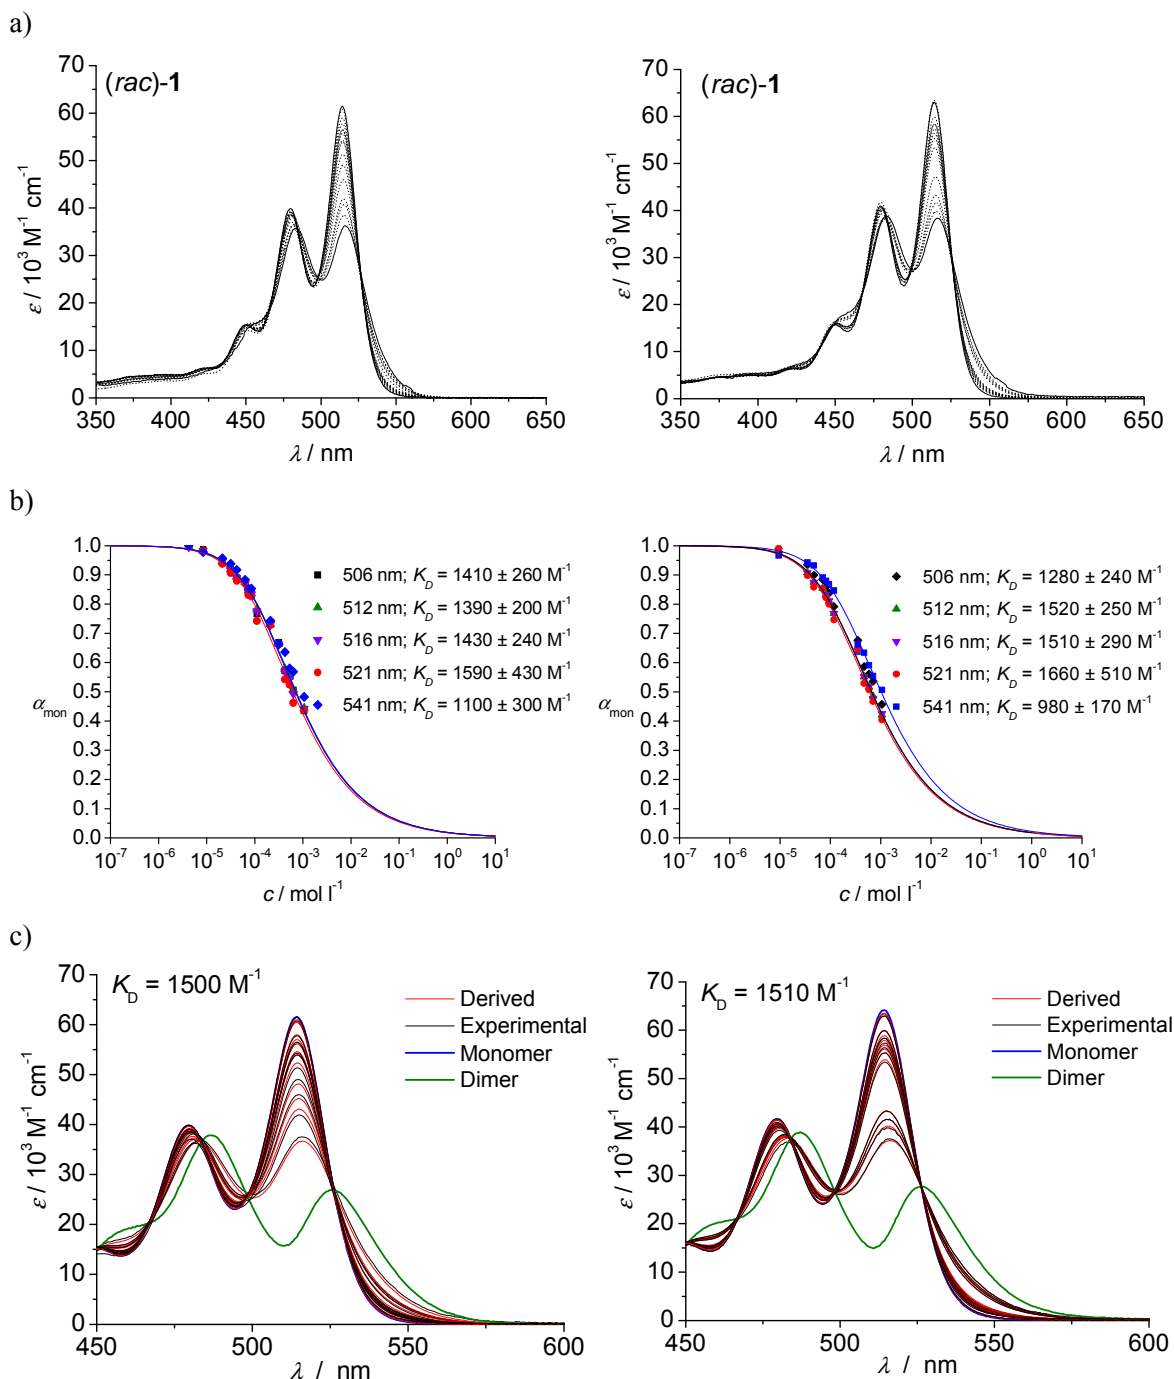 a)
(rac)-1
ε / 10³ M⁻¹ cm⁻¹
70
60
50
40
30
20
10
0
350 400 450 500 550 600 650
λ / nm
(rac)-1
ε / 10³ M⁻¹ cm⁻¹
70
60
50
40
30
20
10
0
350 400 450 500 550 600 650
λ / nm
b)
α_mon
1.0
0.9
0.8
0.7
0.6
0.5
0.4
0.3
0.2
0.1
0.0
506 nm; K_D = 1410 ± 260 M⁻¹
512 nm; K_D = 1390 ± 200 M⁻¹
516 nm; K_D = 1430 ± 240 M⁻¹
521 nm; K_D = 1590 ± 430 M⁻¹
541 nm; K_D = 1100 ± 300 M⁻¹
10⁻⁷ 10⁻⁶ 10⁻⁵ 10⁻⁴ 10⁻³ 10⁻² 10⁻¹ 10⁰ 10¹
c / mol l⁻¹
α_mon
1.0
0.9
0.8
0.7
0.6
0.5
0.4
0.3
0.2
0.1
0.0
506 nm; K_D = 1280 ± 240 M⁻¹
512 nm; K_D = 1520 ± 250 M⁻¹
516 nm; K_D = 1510 ± 290 M⁻¹
521 nm; K_D = 1660 ± 510 M⁻¹
541 nm; K_D = 980 ± 170 M⁻¹
10⁻⁷ 10⁻⁶ 10⁻⁵ 10⁻⁴ 10⁻³ 10⁻² 10⁻¹ 10⁰ 10¹
c / mol l⁻¹
c)
K_D = 1500 M⁻¹
Derived
Experimental
Monomer
Dimer
ε / 10³ M⁻¹ cm⁻¹
70
60
50
40
30
20
10
0
450 500 550 600
λ / nm
K_D = 1510 M⁻¹
Derived
Experimental
Monomer
Dimer
ε / 10³ M⁻¹ cm⁻¹
70
60
50
40
30
20
10
0
450 500 550 600
λ / nm